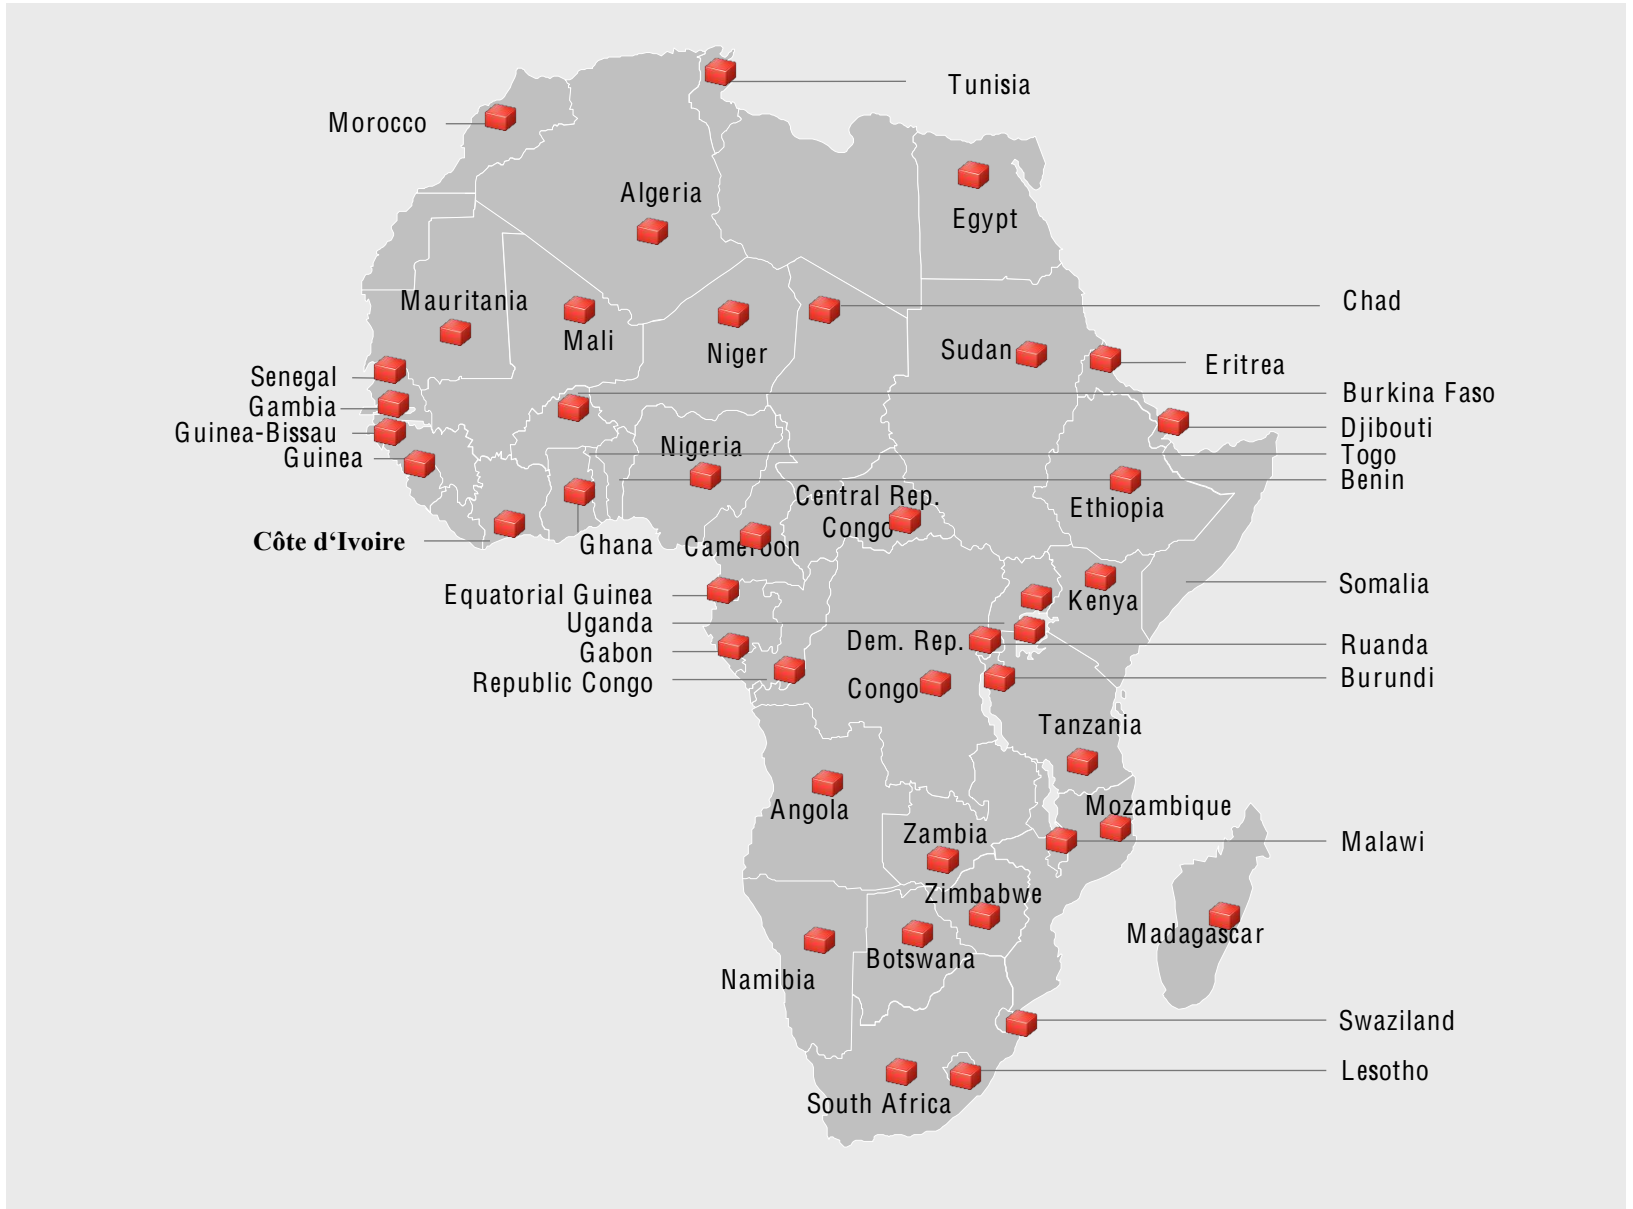 Tunisia
Morocco
Algeria
Egypt
Mauritania
Chad
Mali
Niger
Sudan
Eritrea
Senegal
Burkina Faso
Gambia
Djibouti
Guinea-Bissau
Nigeria
Togo
Guinea
Benin
Central Rep.
Congo
Ethiopia
Côte d‘Ivoire
Ghana
Cameroon
Somalia
Equatorial Guinea
Kenya
Uganda
Dem. Rep.
Congo
Ruanda
Gabon
Burundi
Republic Congo
Tanzania
Angola
Mozambique
Zambia
Malawi
Zimbabwe
Madagascar
Botswana
Namibia
Swaziland
Lesotho
South Africa